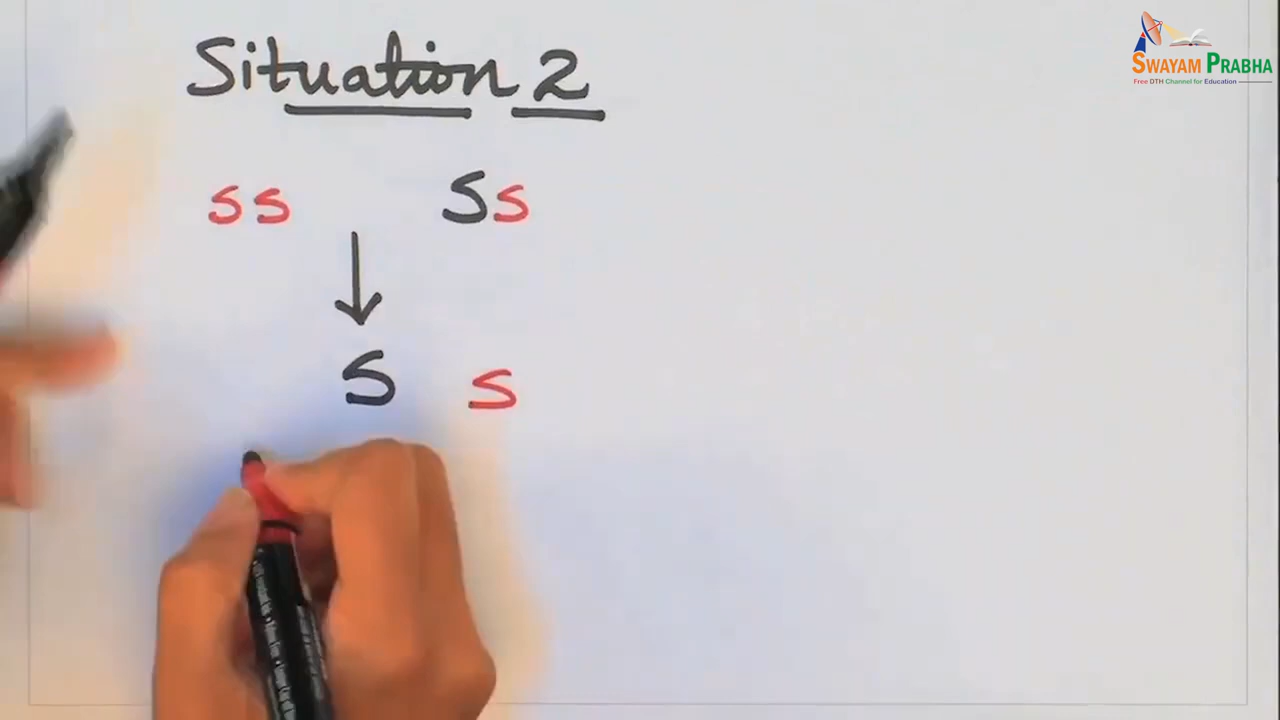 SWAYAM PRABHA
Free DTH Channel for Education
Situation 2
ss Ss
S s